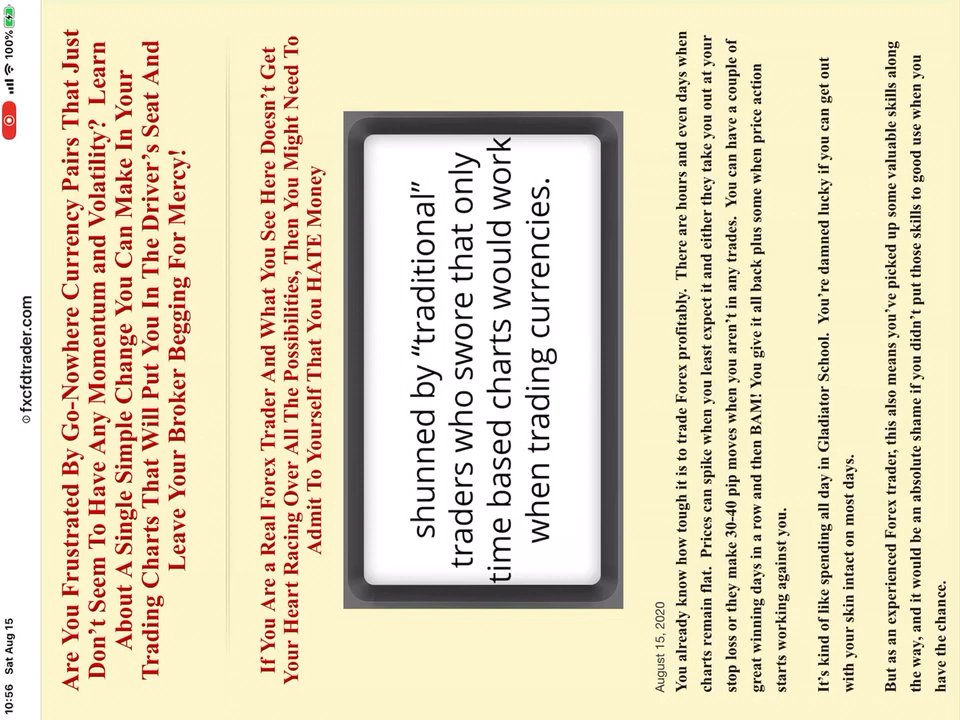 10:56 Sat Aug 15
fxcfdtrader.com
100%
Are You Frustrated By Go-Nowhere Currency Pairs That Just
Don't Seem To Have Any Momentum and Volatility? Learn
About A Single Simple Change You Can Make In Your
Trading Charts That Will Put You In The Driver's Seat And
Leave Your Broker Begging For Mercy!
If You Are a Real Forex Trader And What You See Here Doesn't Get
Your Heart Racing Over All The Possibilities, Then You Might Need To
Admit To Yourself That You HATE Money
shunned by “traditional”
traders who swore that only
time based charts would work
when trading currencies.
August 15, 2020
You already know how tough it is to trade Forex profitably. There are hours and even days when
charts remain flat. Prices can spike when you least expect it and either they take you out at your
stop loss or they make 30-40 pip moves when you aren't in any trades. You can have a couple of
great winning days in a row and then BAM! You give it all back plus some when price action
starts working against you.
It's kind of like spending all day in Gladiator School. You're damned lucky if you can get out
with your skin intact on most days.
But as an experienced Forex trader, this also means you've picked up some valuable skills along
the way, and it would be an absolute shame if you didn't put those skills to good use when you
have the chance.